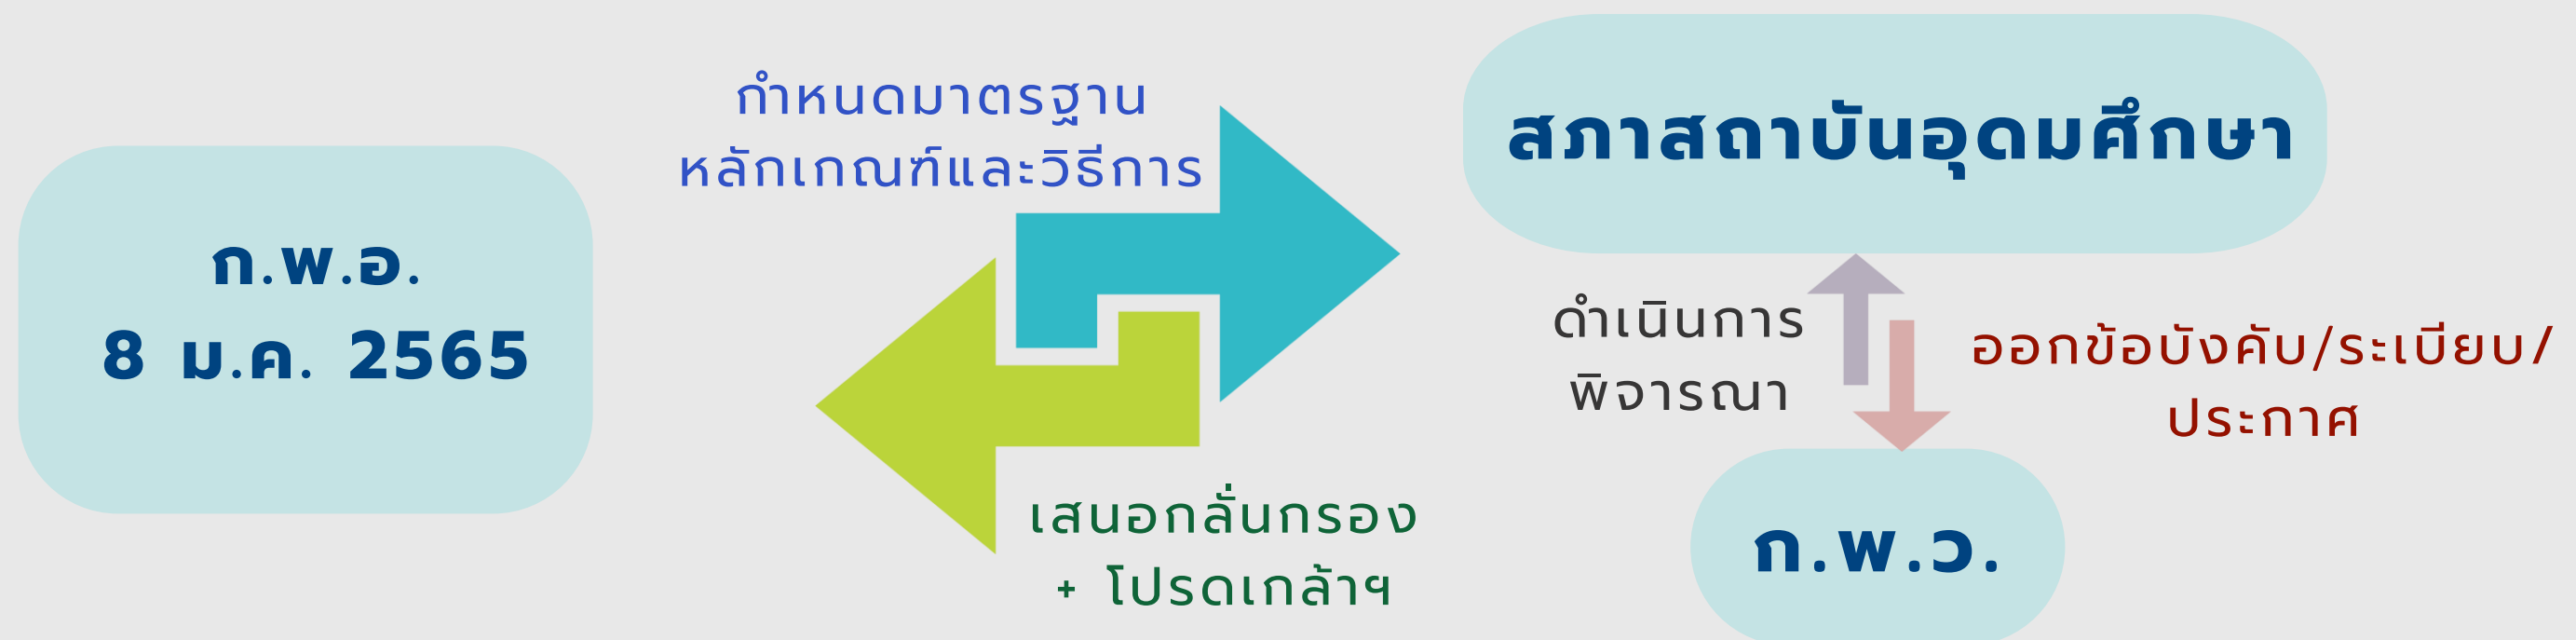 ก.พ.อ.
8 ม.ค. 2565
กำหนดมาตรฐาน
หลักเกณฑ์และวิธีการ
เสนอกลั่นกรอง
+ โปรดเกล้าฯ
สภาสถาบันอุดมศึกษา
ดำเนินการ
พิจารณา
ออกข้อบังคับ/ระเบียบ/
ประกาศ
ก.พ.ว.